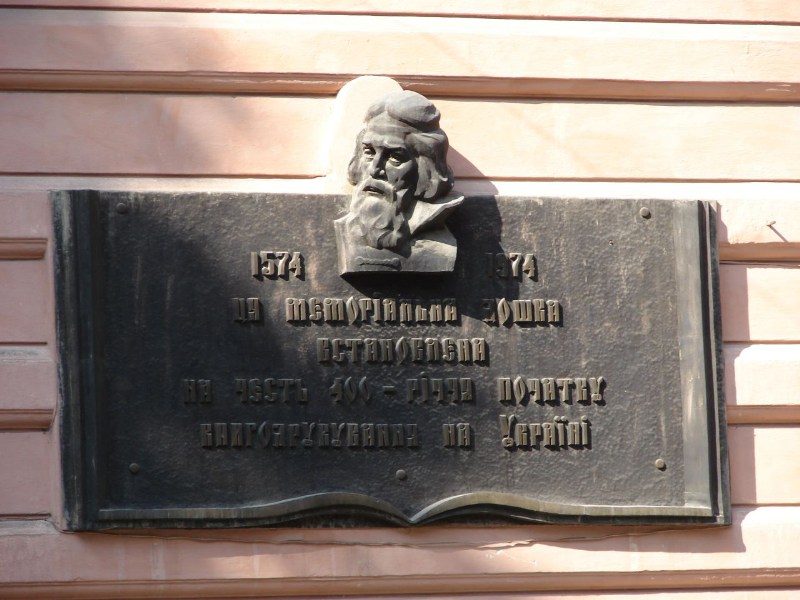 1574 1974
ЦЯ МЕМОРІАЛЬНА ДОШКА
ВСТАНОВЛЕНА
НА ЧЕСТЬ 400-РІЧЧЯ ПОЧАТКУ
КНИГОДРУКУВАННЯ НА УКРАЇНІ